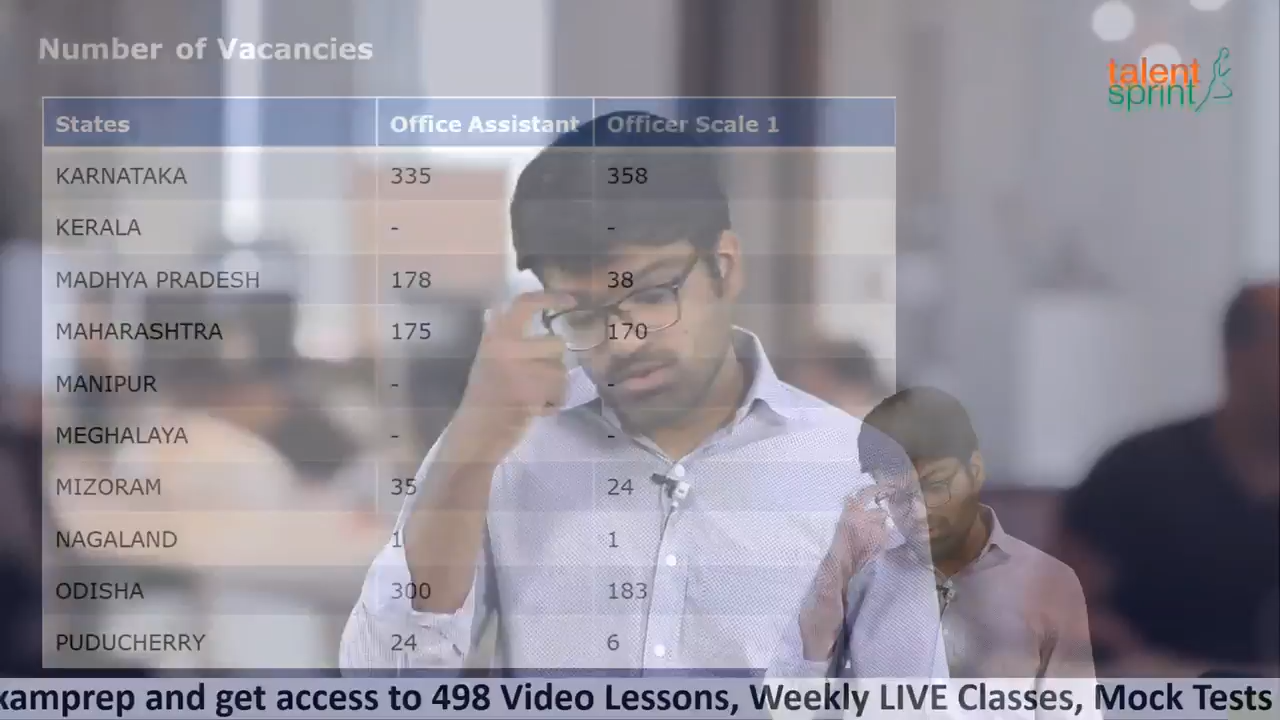 Number of Vacancies
talent
sprint
States Office Assistant Officer Scale 1
KARNATAKA 335 358
KERALA - -
MADHYA PRADESH 178 38
MAHARASHTRA 175 170
MANIPUR - -
MEGHALAYA - -
MIZORAM 35 24
NAGALAND 1 1
ODISHA 300 183
PUDUCHERRY 24 6
xamprep and get access to 498 Video Lessons, Weekly LIVE Classes, Mock Tests